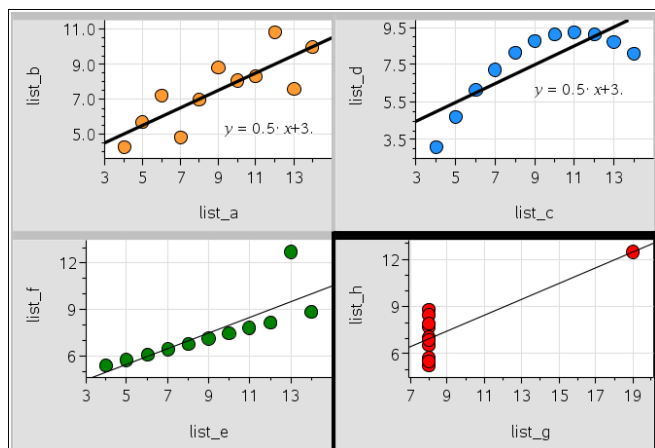 11.0
9.0
7.0
5.0
list_b
y = 0.5· x+3.
3 5 7 9 11 13
list_a
9.5
7.5
5.5
3.5
list_d
y = 0.5· x+3.
3 5 7 9 11 13
list_c
12
9
6
list_f
3 5 7 9 11 13
list_e
12
9
6
list_h
7 9 11 13 15 17 19
list_g